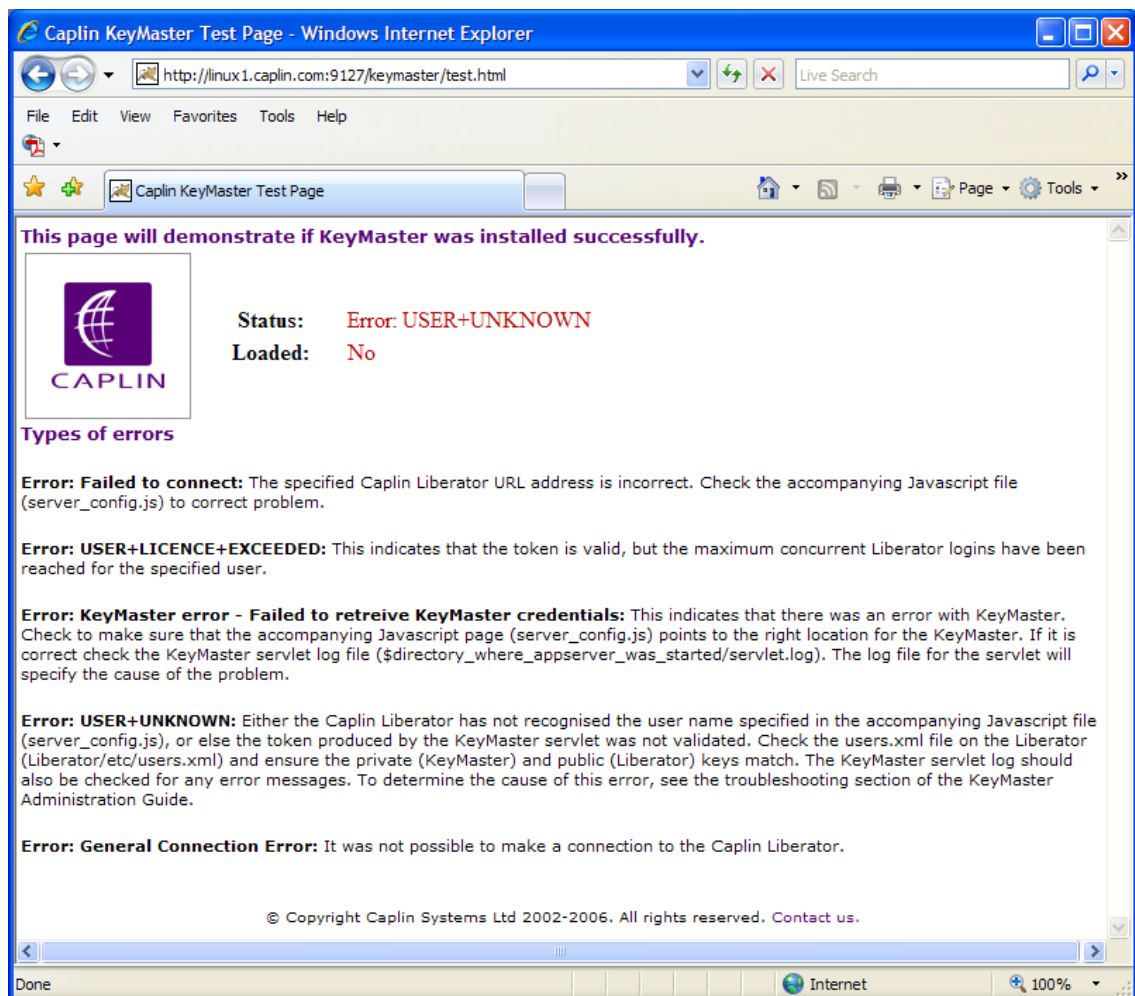 Caplin KeyMaster Test Page - Windows Internet Explorer
http://linux1.caplin.com:9127/keymaster/test.html
Live Search
File Edit View Favorites Tools Help
Caplin KeyMaster Test Page
Page
Tools
This page will demonstrate if KeyMaster was installed successfully.
CAPLIN
Status: Error: USER+UNKNOWN
Loaded: No
Types of errors
Error: Failed to connect: The specified Caplin Liberator URL address is incorrect. Check the accompanying Javascript file
(server_config.js) to correct problem.
Error: USER+LICENCE+EXCEEDED: This indicates that the token is valid, but the maximum concurrent Liberator logins have been
reached for the specified user.
Error: KeyMaster error - Failed to retreive KeyMaster credentials: This indicates that there was an error with KeyMaster.
Check to make sure that the accompanying Javascript page (server_config.js) points to the right location for the KeyMaster. If it is
correct check the KeyMaster servlet log file ($directory_where_appserver_was_started/servlet.log). The log file for the servlet will
specify the cause of the problem.
Error: USER+UNKNOWN: Either the Caplin Liberator has not recognised the user name specified in the accompanying Javascript file
(server_config.js), or else the token produced by the KeyMaster servlet was not validated. Check the users.xml file on the Liberator
(Liberator/etc/users.xml) and ensure the private (KeyMaster) and public (Liberator) keys match. The KeyMaster servlet log should
also be checked for any error messages. To determine the cause of this error, see the troubleshooting section of the KeyMaster
Administration Guide.
Error: General Connection Error: It was not possible to make a connection to the Caplin Liberator.
© Copyright Caplin Systems Ltd 2002-2006. All rights reserved. Contact us.
Done
Internet
100%